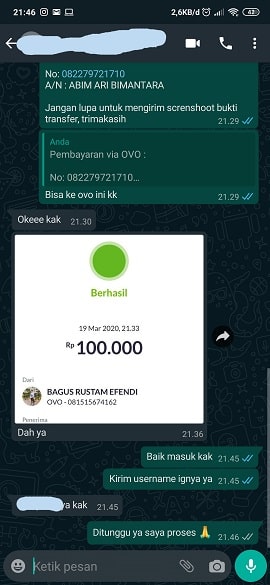 21:46
2,6KB/d
43
No: 082279721710
A/N : ABIM ARI BIMANTARA
Jangan lupa untuk mengirim scrernshoot bukti
transfer, trimakasih
21.29
Anda
Pembayaran via OVO :
No: 082279721710...
Bisa ke ovo ini kk
21.29
Okeee kak
21.30
Berhasil
19 Mar 2020, 21.33
Rp 100.000
Dari
BAGUS RUSTAM EFENDI
OVO - 081515674162
Penerima
Dah ya
21.36
Baik masuk kak
21.45
Kirim username ignya ya
21.45
ya kak
21.45
Ditunggu ya saya proses 🙏
21.46
Ketik pesan